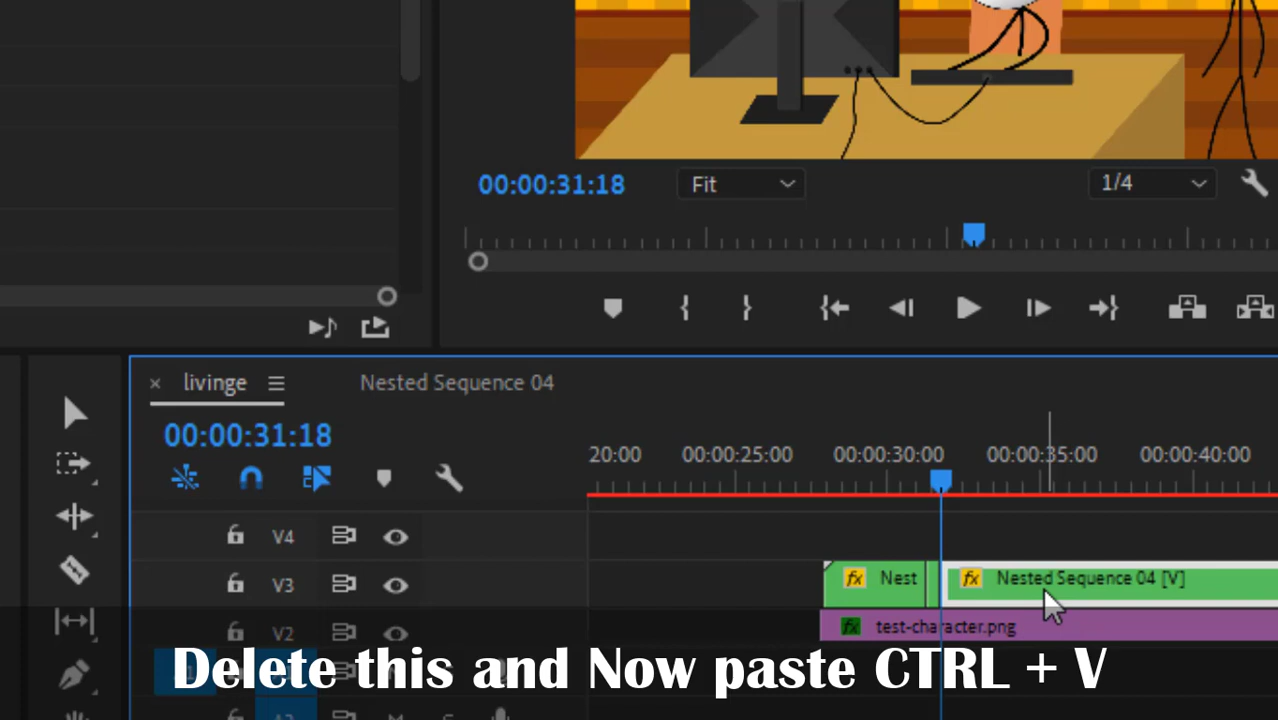 00:00:31:18 Fit 1/4
livinge Nested Sequence 04
00:00:31:18
20:00 00:00:25:00 00:00:30:00 00:00:35:00 00:00:40:00
V4
V3 fx Nest fx Nested Sequence 04 [V]
V2 fx test-character.png
Delete this and Now paste CTRL + V